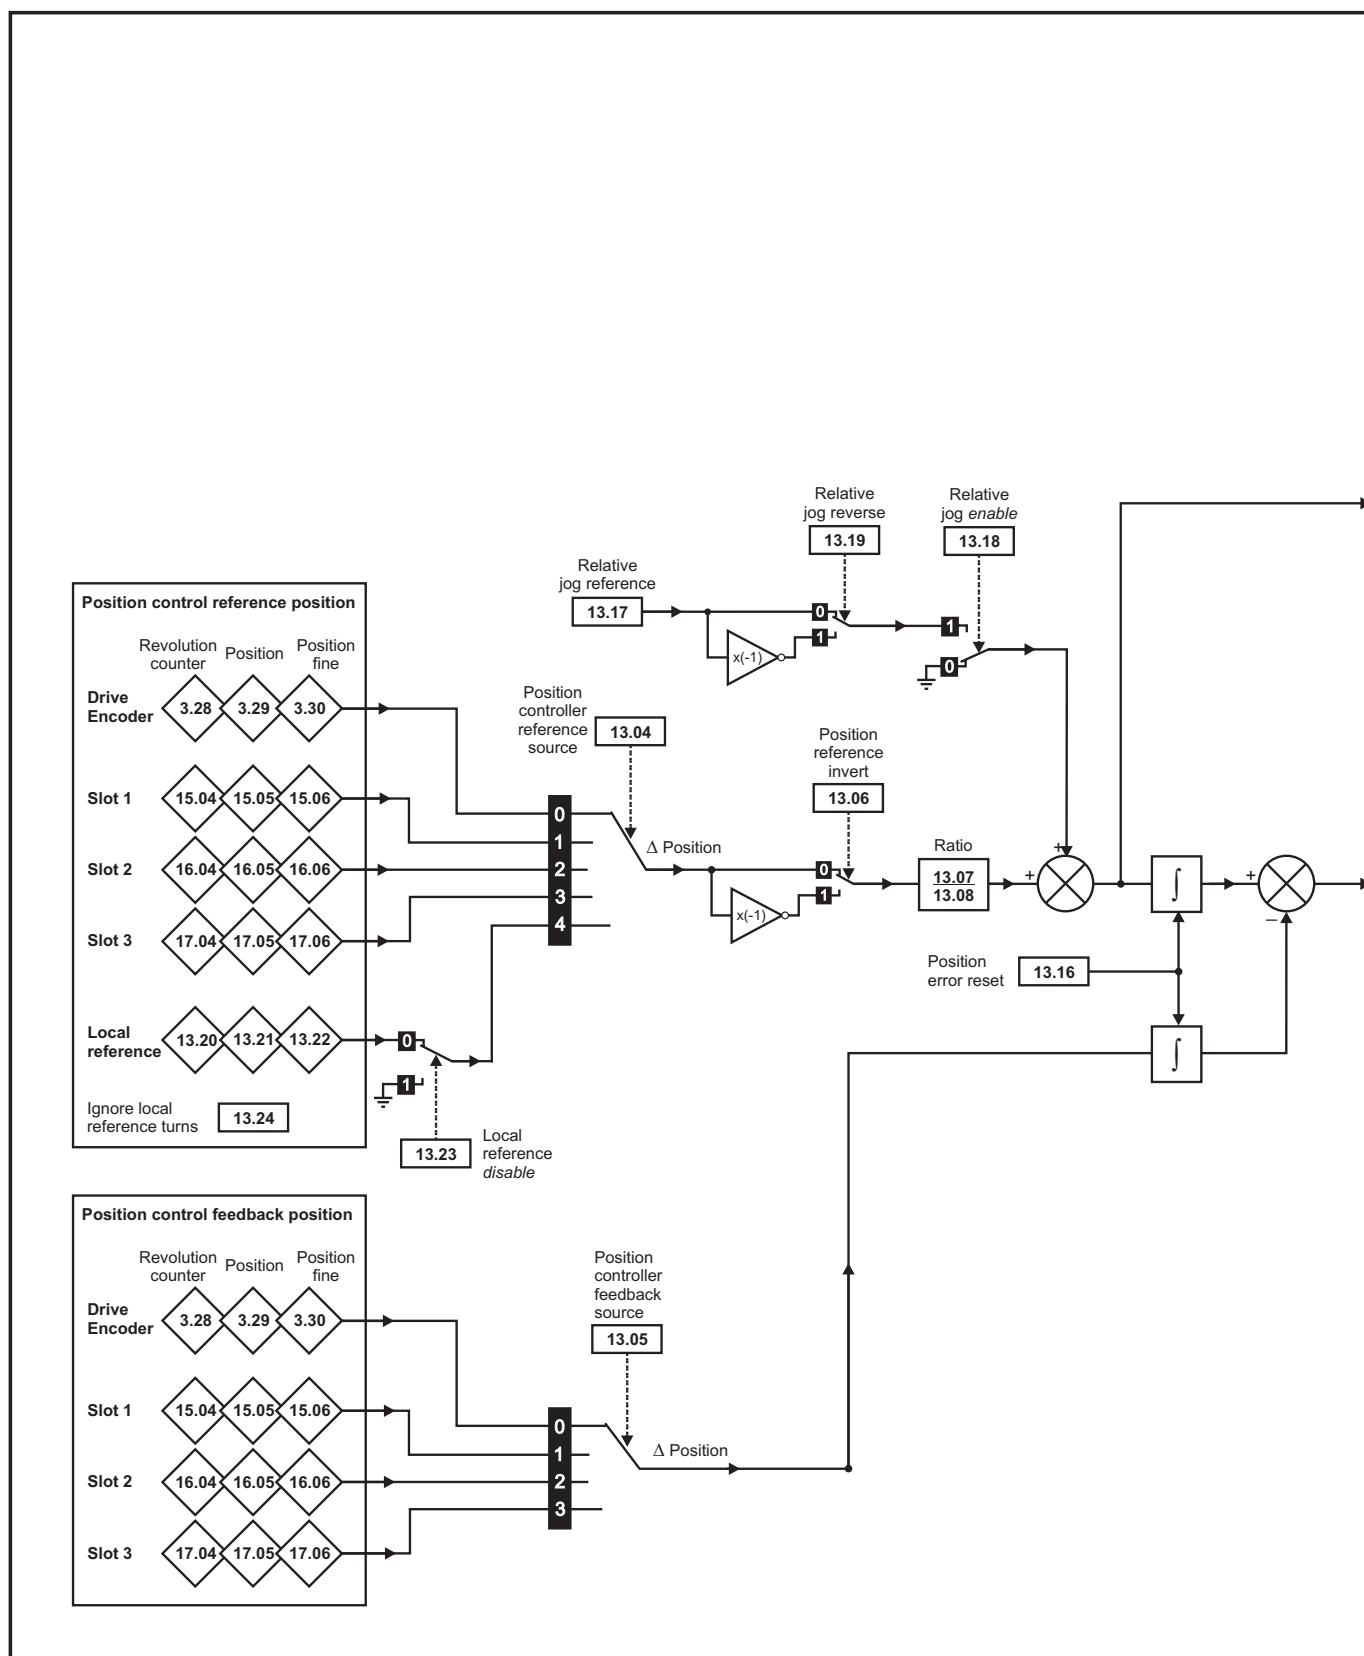 Relative
jog reverse
13.19
Relative
jog enable
13.18
Relative
jog reference
13.17
0
1
x(-1)
1
0
Position control reference position
Revolution
counter
Position
Position
fine
Drive
Encoder
3.28
3.29
3.30
Slot 1
15.04
15.05
15.06
Slot 2
16.04
16.05
16.06
Slot 3
17.04
17.05
17.06
Local
reference
13.20
13.21
13.22
Ignore local
reference turns
13.24
0
1
13.23
Local
reference
disable
Position
controller
reference
source
13.04
0
1
2
3
4
Δ Position
Position
reference
invert
13.06
0
1
x(-1)
Ratio
13.07
13.08
+
+
∫
+
–
Position
error reset
13.16
∫
Position control feedback position
Revolution
counter
Position
Position
fine
Drive
Encoder
3.28
3.29
3.30
Slot 1
15.04
15.05
15.06
Slot 2
16.04
16.05
16.06
Slot 3
17.04
17.05
17.06
Position
controller
feedback
source
13.05
0
1
2
3
Δ Position